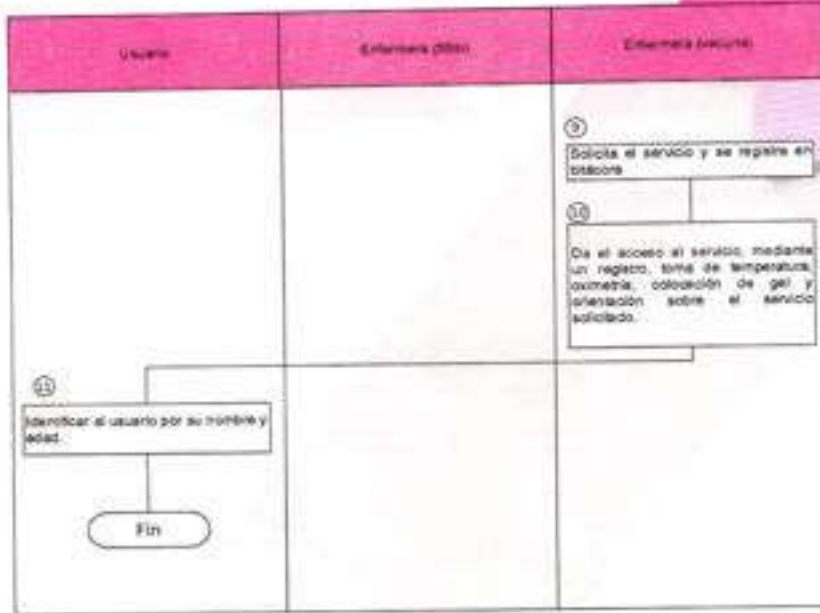 Usuario
Enfermera (filtro)
Enfermera (vacuna)
9
Solicita el servicio y se registra en
bitácora
10
Da el acceso al servicio, mediante
un registro, toma de temperatura,
oximetría, colocación de gel y
orientación sobre el servicio
solicitado.
11
Identificar al usuario por su nombre y
edad.
Fin